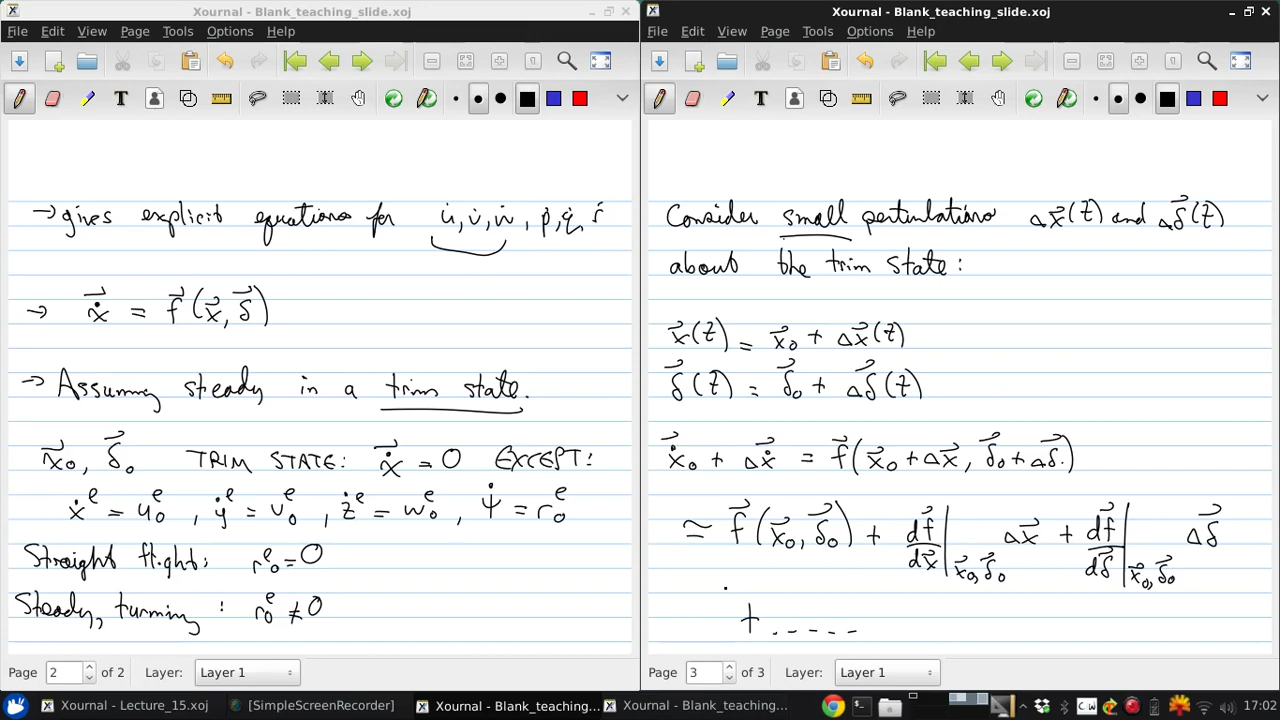 Xournal - Blank_teaching_slide.xoj
File Edit View Page Tools Options Help
→ gives explicit equations for u̇, v̇, ẇ, ṗ, q̇, ṙ
→ ẋ⃗ = f⃗(x⃗, δ⃗)
→ Assuming steady in a trim state.
x⃗₀, δ⃗₀ TRIM STATE: ẋ⃗ = 0 EXCEPT:
ẋᵉ = u₀ᵉ, ẏᵉ = v₀ᵉ, żᵉ = w₀ᵉ, ψ̇ = r₀ᵉ
Straight flight: r₀ᵉ = 0
Steady, turning: r₀ᵉ ≠ 0
Page 2 of 2 Layer: Layer 1
Xournal - Blank_teaching_slide.xoj
File Edit View Page Tools Options Help
Consider small perturbations Δx⃗(t) and Δδ⃗(t)
about the trim state:
x⃗(t) = x⃗₀ + Δx⃗(t)
δ⃗(t) = δ⃗₀ + Δδ⃗(t)
ẋ⃗₀ + Δẋ⃗ = f⃗(x⃗₀ + Δx⃗, δ⃗₀ + Δδ⃗)
≈ f⃗(x⃗₀, δ⃗₀) + df⃗/dx⃗|x⃗₀,δ⃗₀ Δx⃗ + df⃗/dδ⃗|x⃗₀,δ⃗₀ Δδ⃗
+ .....
Page 3 of 3 Layer: Layer 1
Xournal - Lecture_15.xoj [SimpleScreenRecorder] Xournal - Blank_teaching... Xournal - Blank_teaching... 17:02